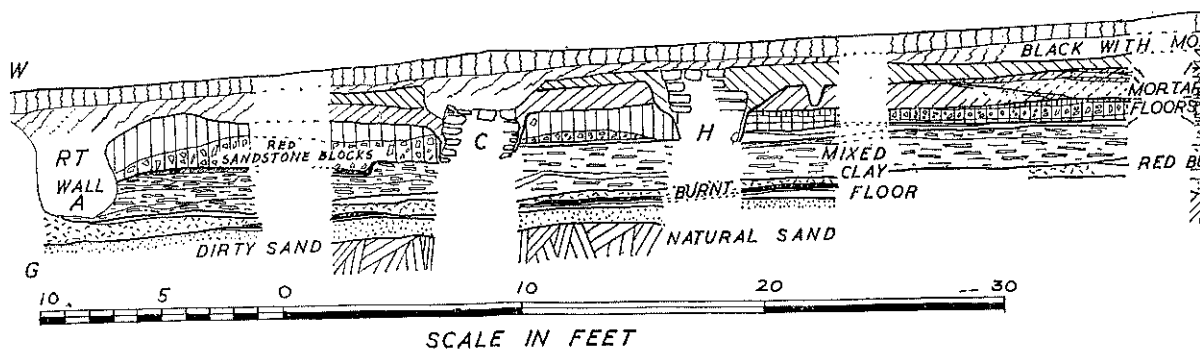 W
BLACK WITH MO
MORTAR
FLOORS
RT
WALL
A
RED
SANDSTONE BLOCKS
C
H
MIXED
CLAY
BURNT FLOOR
RED BU
DIRTY SAND
NATURAL SAND
G
10 5 0 10 20 30
SCALE IN FEET